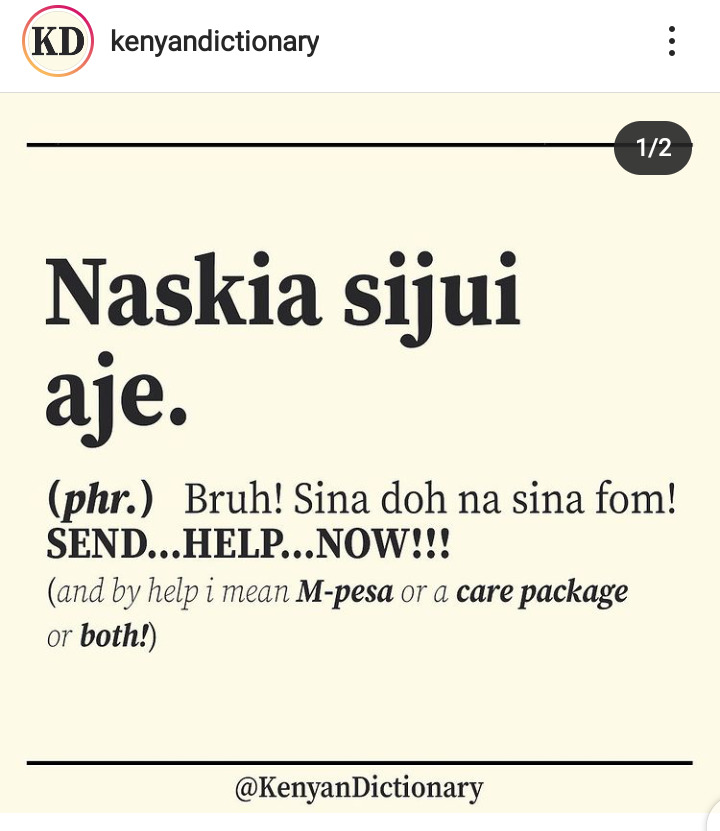 KD kenyandictionary
1/2
Naskia sijui
aje.
(phr.) Bruh! Sina doh na sina fom!
SEND...HELP...NOW!!!
(and by help i mean M-pesa or a care package
or both!)
@KenyanDictionary